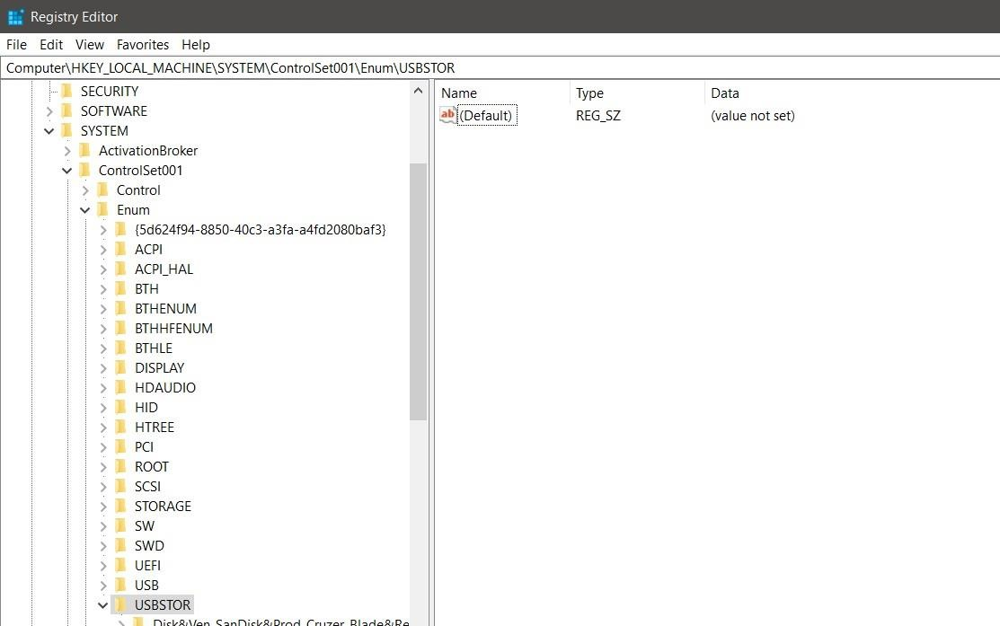 Registry Editor
File Edit View Favorites Help
Computer\HKEY_LOCAL_MACHINE\SYSTEM\ControlSet001\Enum\USBSTOR
SECURITY
SOFTWARE
SYSTEM
ActivationBroker
ControlSet001
Control
Enum
{5d624f94-8850-40c3-a3fa-a4fd2080baf3}
ACPI
ACPI_HAL
BTH
BTHENUM
BTHHFENUM
BTHLE
DISPLAY
HDAUDIO
HID
HTREE
PCI
ROOT
SCSI
STORAGE
SW
SWD
UEFI
USB
USBSTOR
Disk&Ven_SanDisk&Prod_Cruzer_Blade&Re
Name Type Data
ab (Default) REG_SZ (value not set)